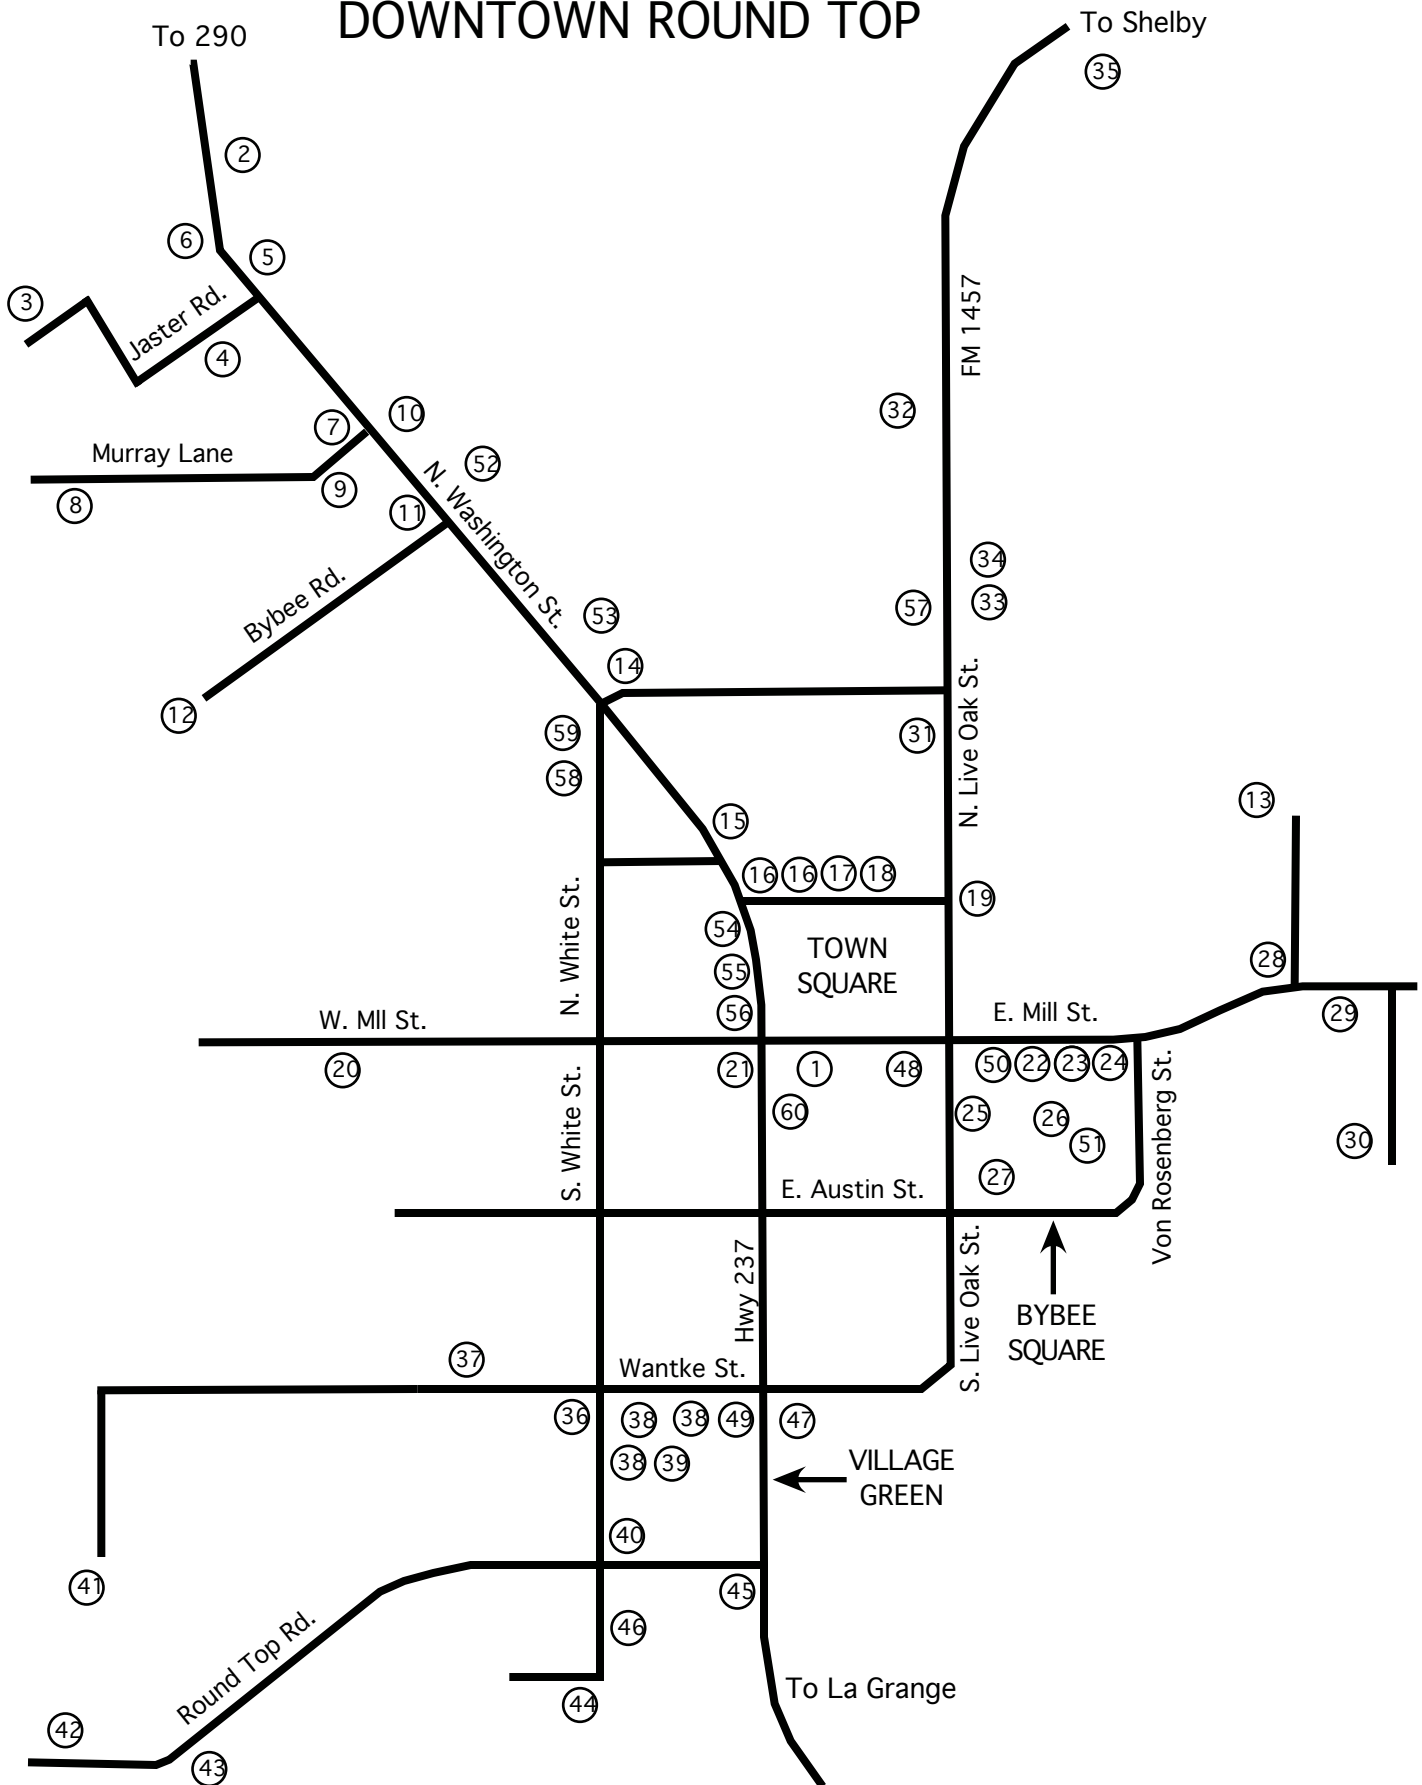 DOWNTOWN ROUND TOP
To 290
To Shelby
35
2
6
5
3
Jaster Rd.
4
FM 1457
32
7
10
Murray Lane
52
9
8
11
N. Washington St.
34
33
57
Bybee Rd.
53
14
12
59
31
N. Live Oak St.
58
13
15
16
16
17
18
19
N. White St.
54
TOWN
SQUARE
55
28
56
W. Mll St.
E. Mill St.
29
20
21
1
48
50
22
23
24
60
25
26
51
30
27
S. White St.
E. Austin St.
Von Rosenberg St.
Hwy 237
S. Live Oak St.
BYBEE
SQUARE
37
Wantke St.
36
38
38
49
47
38
39
VILLAGE
GREEN
40
41
45
46
Round Top Rd.
44
To La Grange
42
43